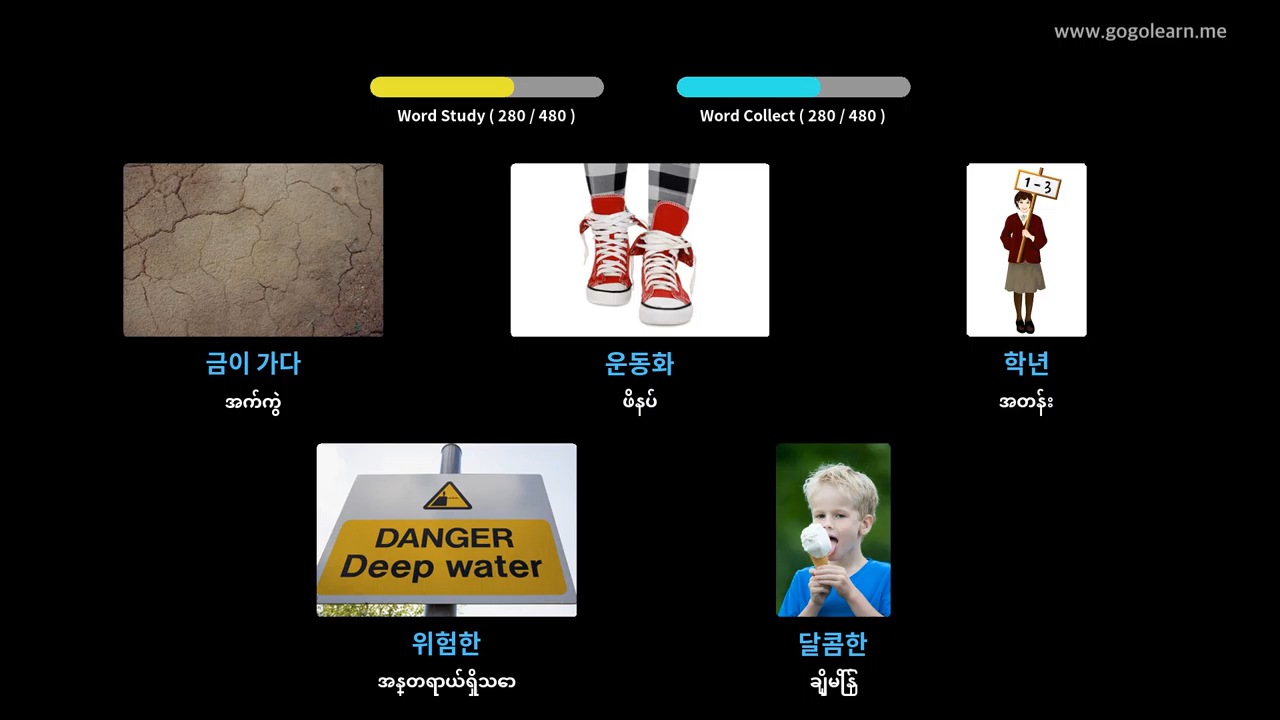 www.gogolearn.me
Word Study ( 280 / 480 )
Word Collect ( 280 / 480 )
1-3
금이 가다
운동화
학년
အက်ကွဲ
ဖိနပ်
အတန်း
DANGER
Deep water
위험한
달콤한
အန္တရာယ်ရှိသော